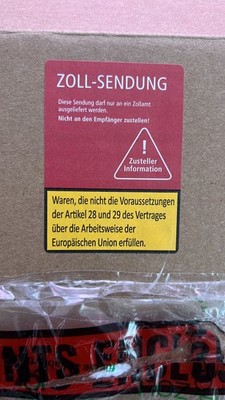 ZOLL-SENDUNG
Diese Sendung darf nur an ein Zollamt
ausgeliefert werden.
Nicht an den Empfänger zustellen!
!
Zusteller
Information
Waren, die nicht die Voraussetzungen
der Artikel 28 und 29 des Vertrages
über die Arbeitsweise der
Europäischen Union erfüllen.